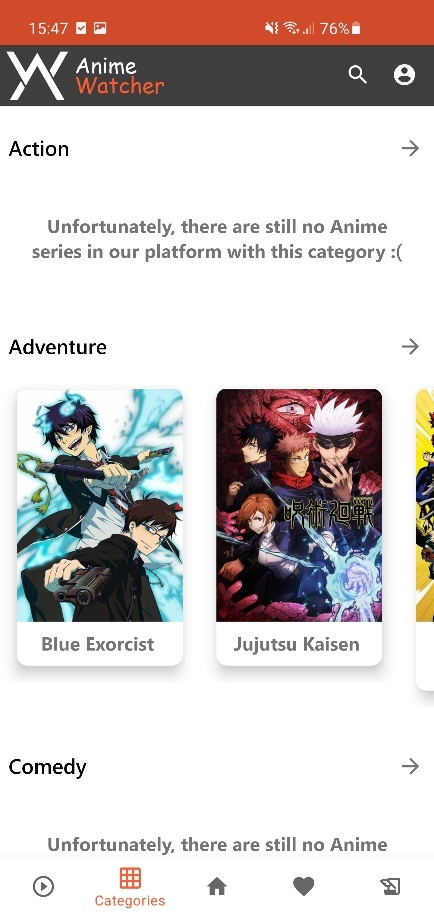 15:47 76%
Anime
Watcher
Action
Unfortunately, there are still no Anime
series in our platform with this category :(
Adventure
呪術廻戦
Blue Exorcist
Jujutsu Kaisen
Comedy
Unfortunately, there are still no Anime
Categories